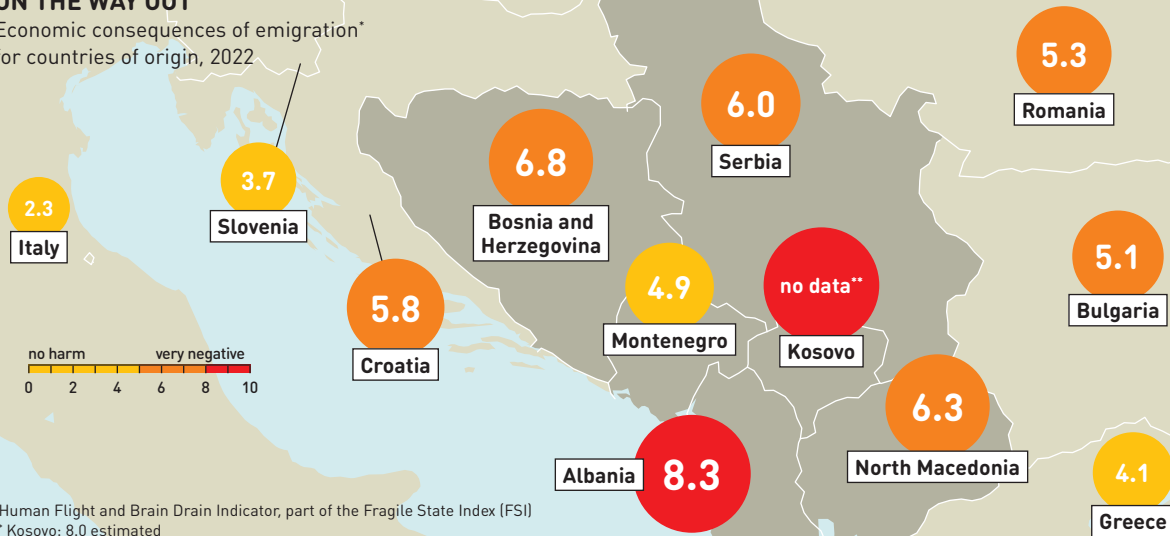 ON THE WAY OUT
Economic consequences of emigration*
for countries of origin, 2022
5.3
Romania
6.0
Serbia
6.8
Bosnia and
Herzegovina
3.7
Slovenia
2.3
Italy
5.1
Bulgaria
4.9
Montenegro
no data**
Kosovo
5.8
Croatia
no harm very negative
0 2 4 6 8 10
6.3
North Macedonia
Albania 8.3
4.1
Greece
Human Flight and Brain Drain Indicator, part of the Fragile State Index (FSI)
* Kosovo: 8.0 estimated